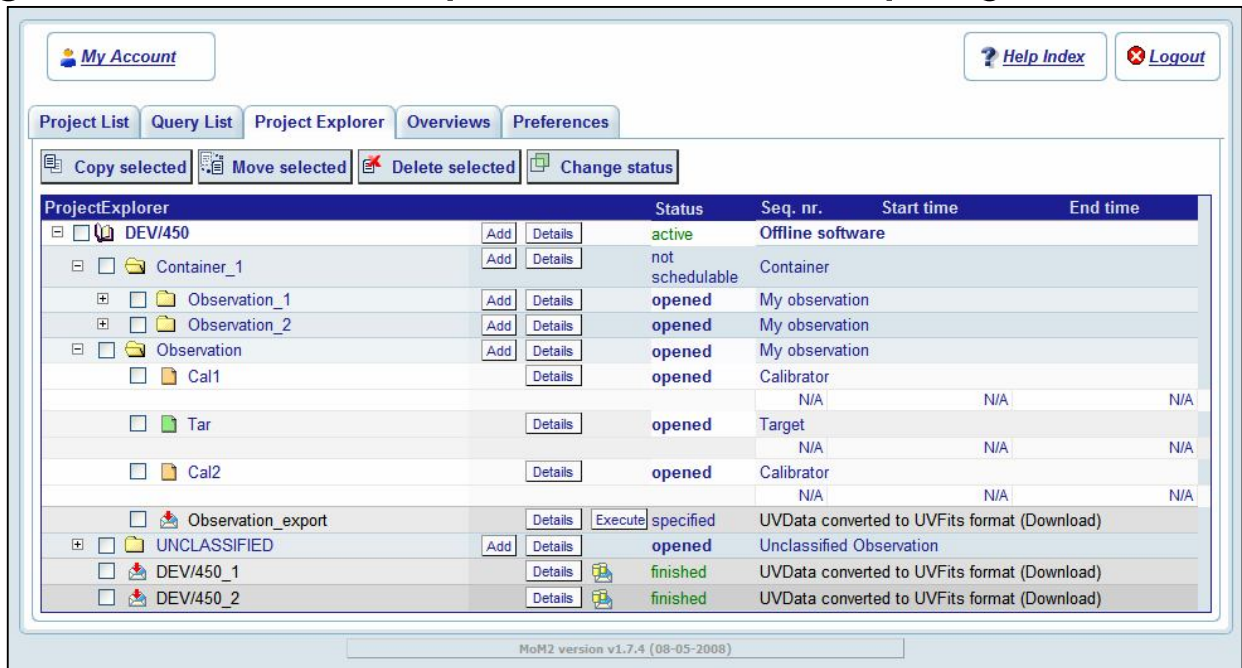 My Account Help Index Logout
Project List Query List Project Explorer Overviews Preferences
Copy selected Move selected Delete selected Change status
ProjectExplorer Status Seq. nr. Start time End time
DEV/450 Add Details active Offline software
Container_1 Add Details not schedulable Container
Observation_1 Add Details opened My observation
Observation_2 Add Details opened My observation
Observation Add Details opened My observation
Cal1 Details opened Calibrator
N/A N/A N/A
Tar Details opened Target
N/A N/A N/A
Cal2 Details opened Calibrator
N/A N/A N/A
Observation_export Details Execute specified UVData converted to UVFits format (Download)
UNCLASSIFIED Add Details opened Unclassified Observation
DEV/450_1 Details finished UVData converted to UVFits format (Download)
DEV/450_2 Details finished UVData converted to UVFits format (Download)
MoM2 version v1.7.4 (08-05-2008)